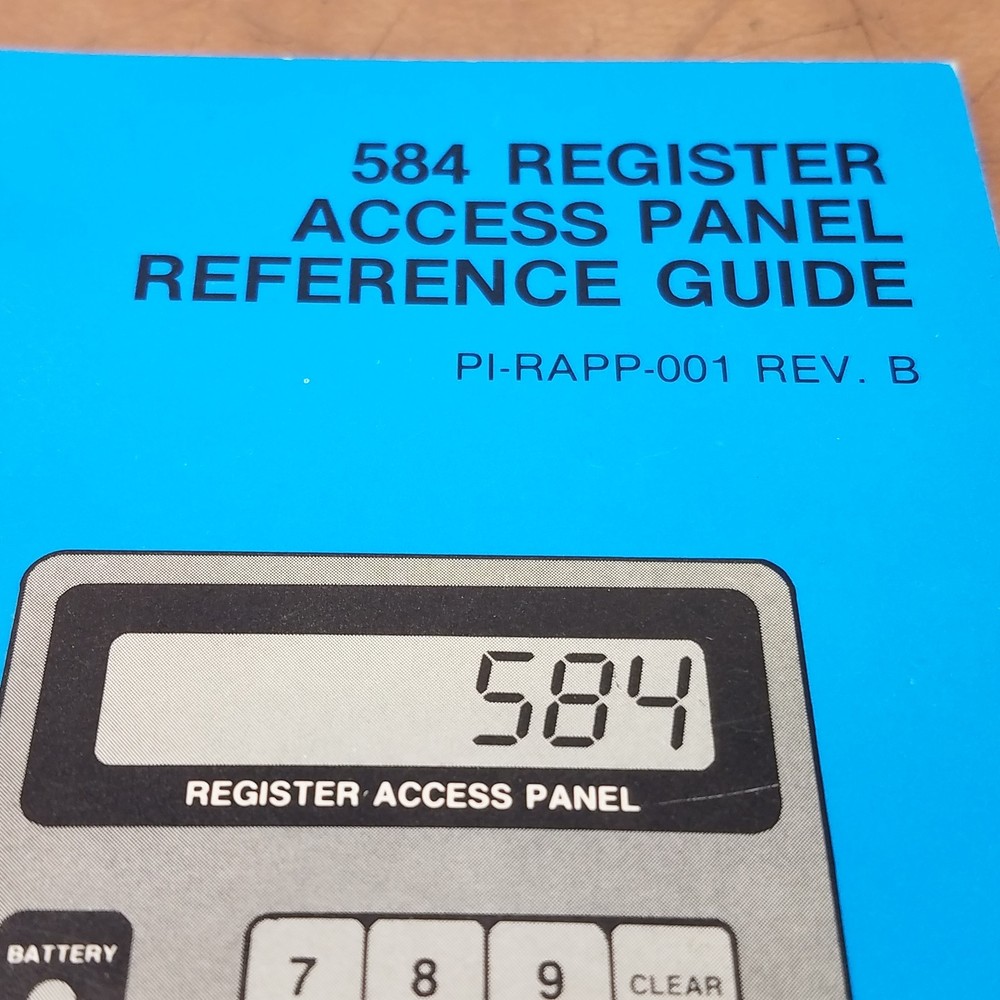 584 REGISTER
ACCESS PANEL
REFERENCE GUIDE
PI-RAPP-001 REV. B
584
REGISTER ACCESS PANEL
BATTERY
7 8 9 CLEAR